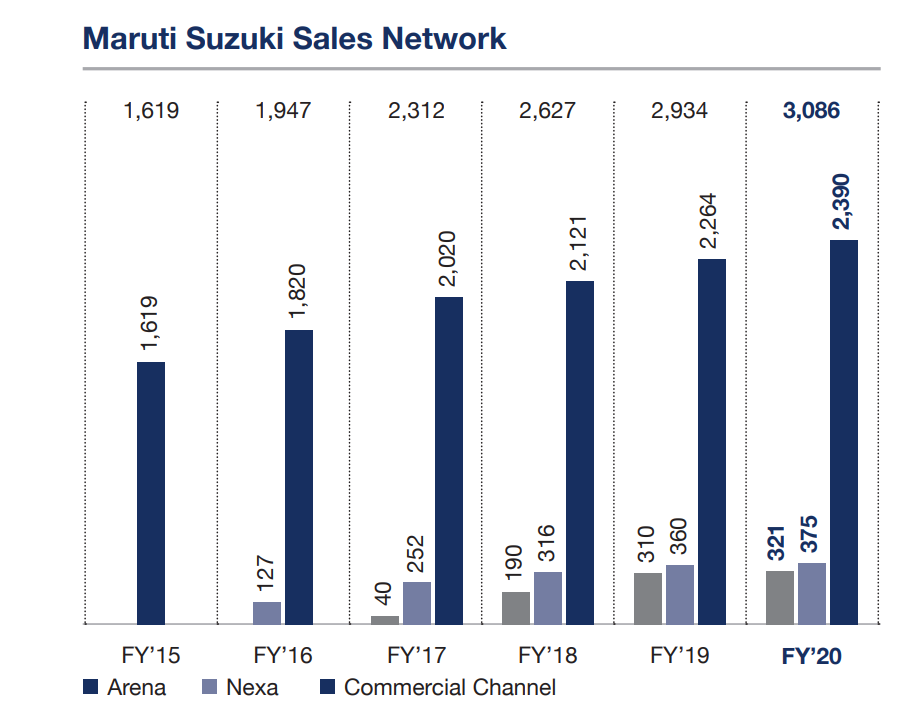 Maruti Suzuki Sales Network
1,619 1,947 2,312 2,627 2,934 3,086
1,619
127 1,820
40 252 2,020
190 316 2,121
310 360 2,264
321 375 2,390
FY’15 FY’16 FY’17 FY’18 FY’19 FY’20
Arena Nexa Commercial Channel